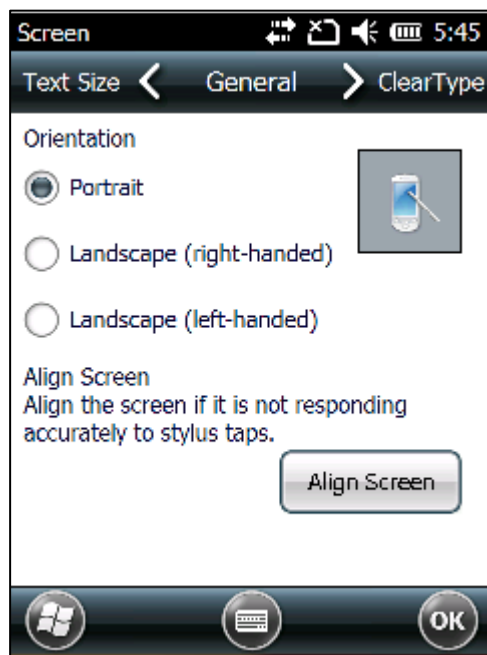 Screen 5:45
Text Size General ClearType
Orientation
Portrait
Landscape (right-handed)
Landscape (left-handed)
Align Screen
Align the screen if it is not responding
accurately to stylus taps.
Align Screen
OK